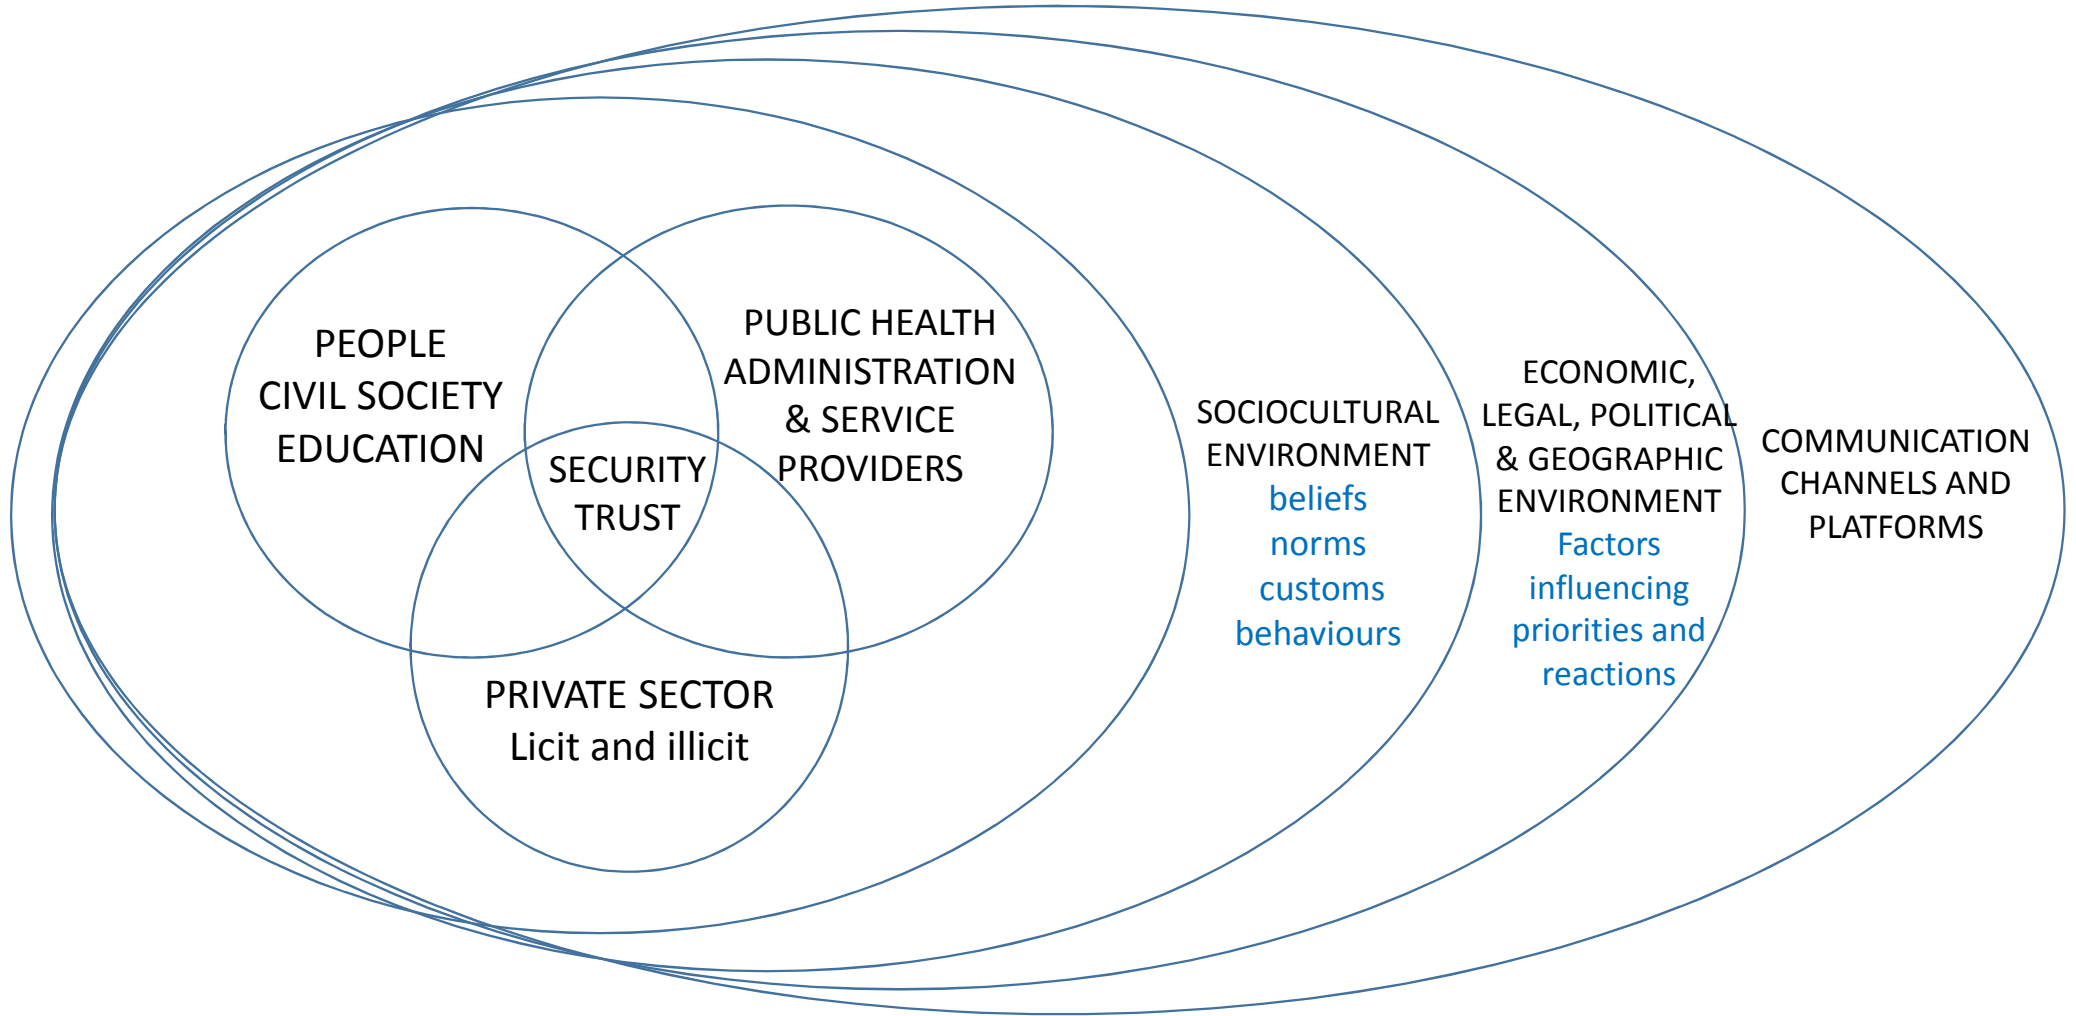 PEOPLE
CIVIL SOCIETY
EDUCATION
PUBLIC HEALTH
ADMINISTRATION
& SERVICE
PROVIDERS
SECURITY
TRUST
PRIVATE SECTOR
Licit and illicit
SOCIOCULTURAL
ENVIRONMENT
beliefs
norms
customs
behaviours
ECONOMIC,
LEGAL, POLITICAL
& GEOGRAPHIC
ENVIRONMENT
Factors
influencing
priorities and
reactions
COMMUNICATION
CHANNELS AND
PLATFORMS